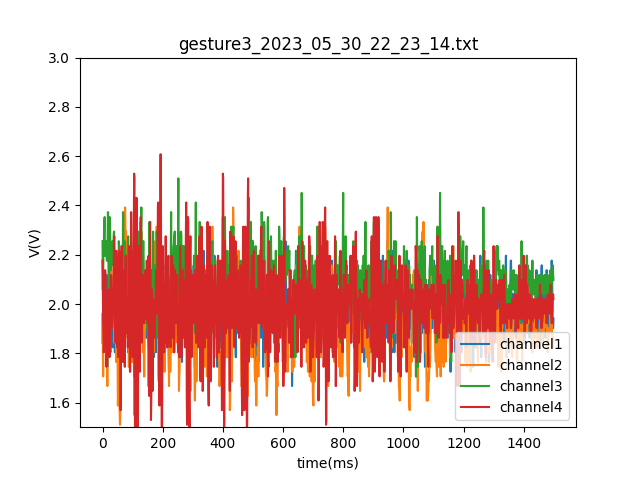 gesture3_2023_05_30_22_23_14.txt
V(V)
3.0
2.8
2.6
2.4
2.2
2.0
1.8
1.6
channel1
channel2
channel3
channel4
0 200 400 600 800 1000 1200 1400
time(ms)